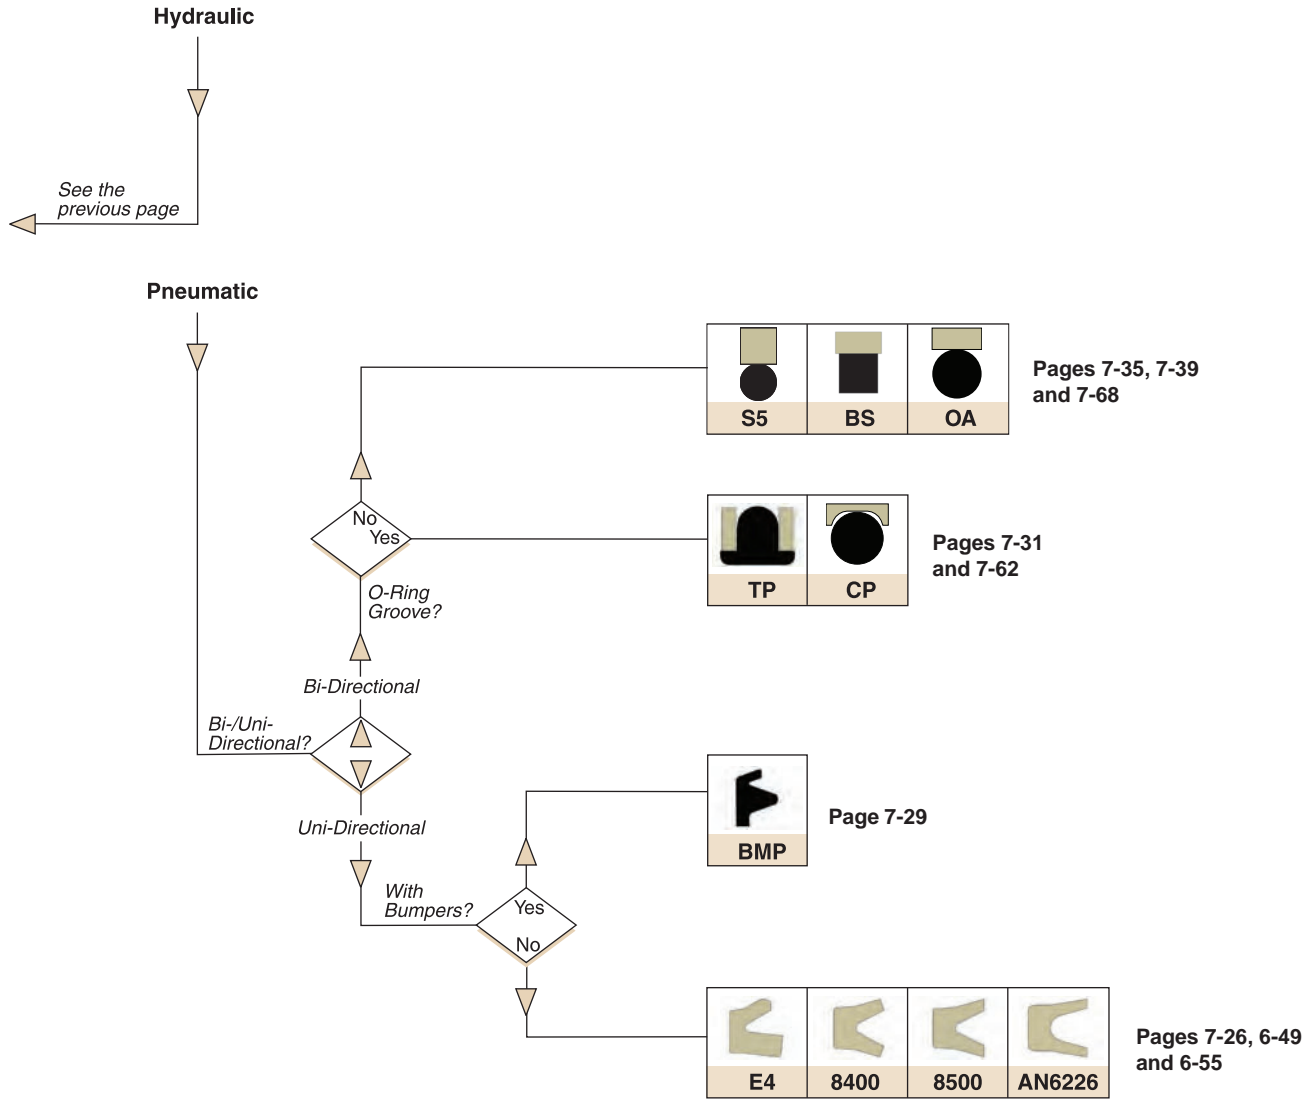 Hydraulic
See the
previous page
Pneumatic
S5 BS OA
Pages 7-35, 7-39
and 7-68
No
Yes
TP CP
Pages 7-31
and 7-62
O-Ring
Groove?
Bi-Directional
Bi-/Uni-
Directional?
Uni-Directional
BMP
Page 7-29
With
Bumpers?
Yes
No
E4 8400 8500 AN6226
Pages 7-26, 6-49
and 6-55